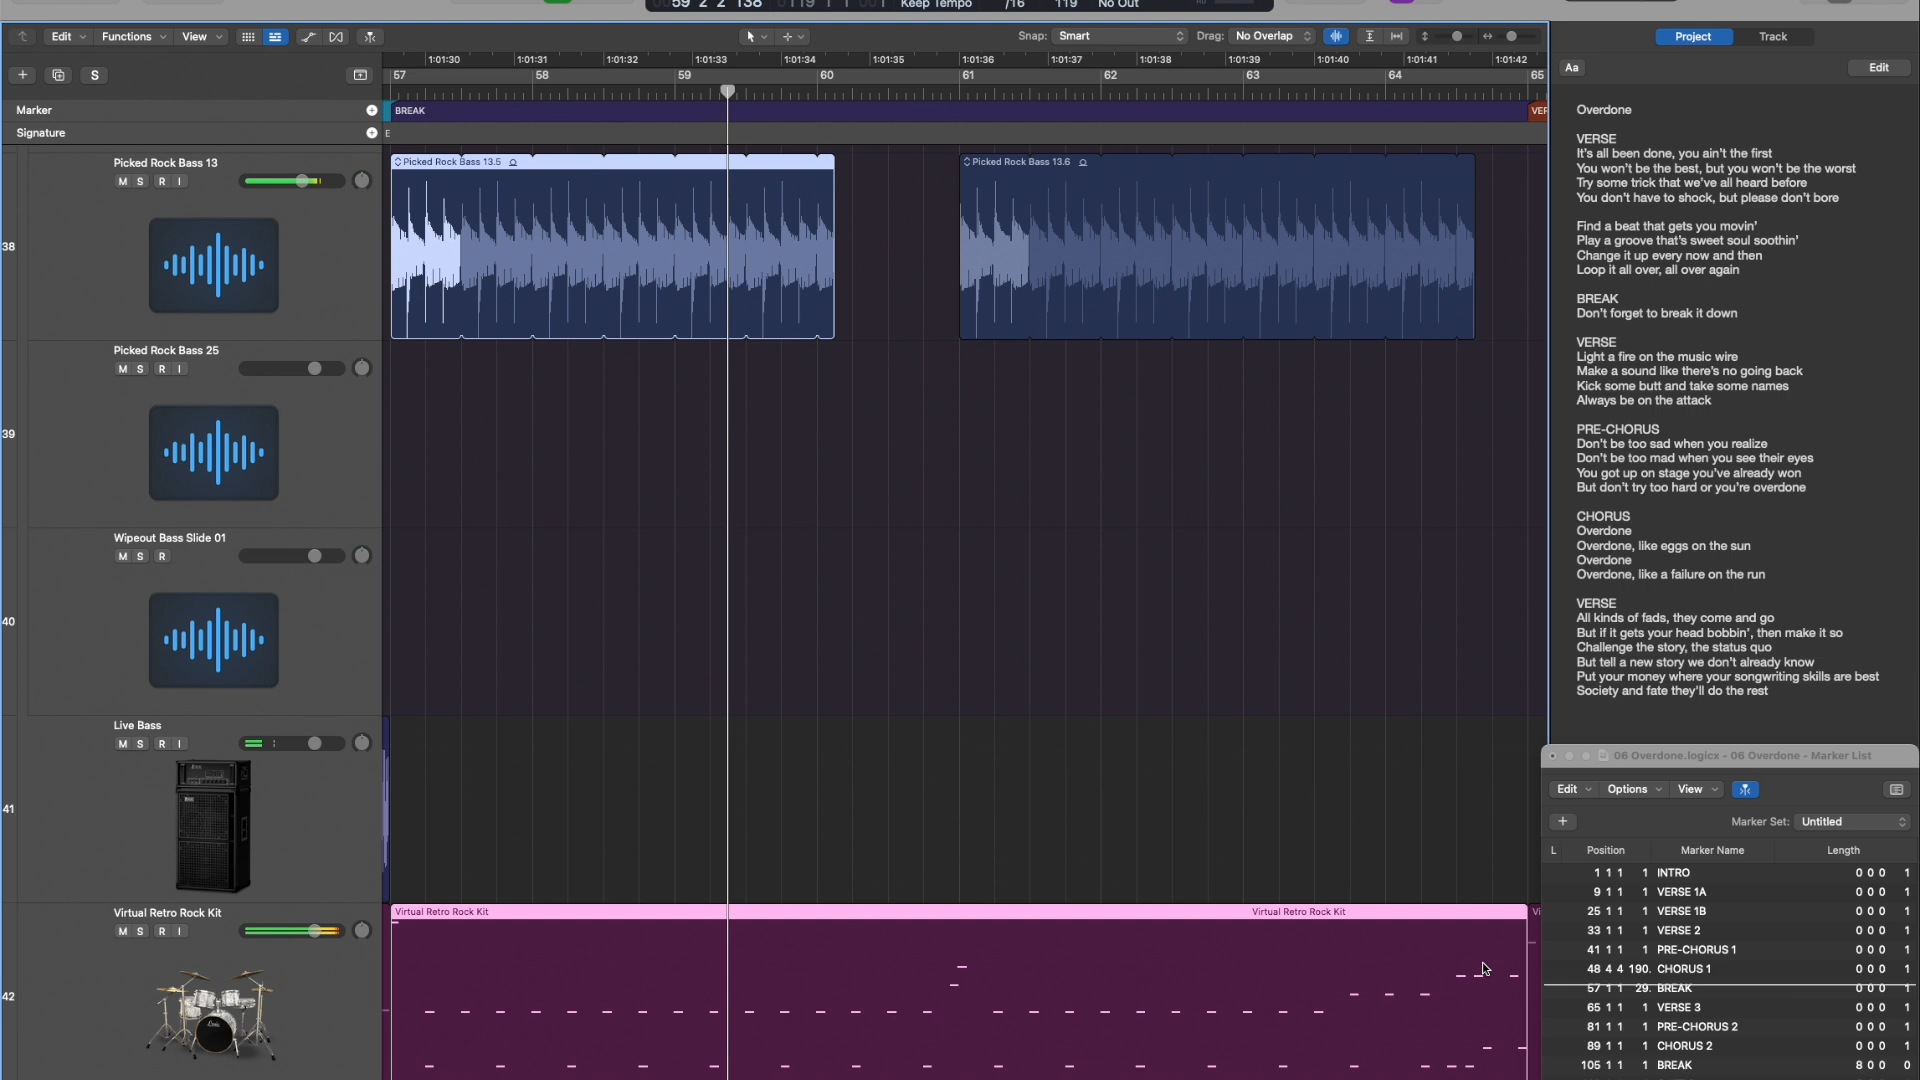 59 2 2 138
119 1 1 001
Keep Tempo
/16
119
No Out
Edit
Functions
View
Snap:
Smart
Drag:
No Overlap
Project
Track
S
1:01:30
1:01:31
1:01:32
1:01:33
1:01:34
1:01:35
1:01:36
1:01:37
1:01:38
1:01:39
1:01:40
1:01:41
1:01:42
57
58
59
60
61
62
63
64
65
Aa
Edit
Marker
BREAK
VER
Signature
Picked Rock Bass 13
M S R I
38
Picked Rock Bass 13.5
Picked Rock Bass 13.6
Picked Rock Bass 25
M S R I
39
Wipeout Bass Slide 01
M S R
40
Live Bass
M S R I
41
Virtual Retro Rock Kit
M S R I
42
Virtual Retro Rock Kit
Virtual Retro Rock Kit
Vi
Overdone
VERSE
It's all been done, you ain't the first
You won't be the best, but you won't be the worst
Try some trick that we've all heard before
You don't have to shock, but please don't bore
Find a beat that gets you movin'
Play a groove that's sweet soul soothin'
Change it up every now and then
Loop it all over, all over again
BREAK
Don't forget to break it down
VERSE
Light a fire on the music wire
Make a sound like there's no going back
Kick some butt and take some names
Always be on the attack
PRE-CHORUS
Don't be too sad when you realize
Don't be too mad when you see their eyes
You got up on stage you've already won
But don't try too hard or you're overdone
CHORUS
Overdone
Overdone, like eggs on the sun
Overdone
Overdone, like a failure on the run
VERSE
All kinds of fads, they come and go
But if it gets your head bobbin', then make it so
Challenge the story, the status quo
But tell a new story we don't already know
Put your money where your songwriting skills are best
Society and fate they'll do the rest
06 Overdone.logicx - 06 Overdone - Marker List
Edit
Options
View
Marker Set:
Untitled
L Position Marker Name Length
1 1 1 1 INTRO 0 0 0 1
9 1 1 1 VERSE 1A 0 0 0 1
25 1 1 1 VERSE 1B 0 0 0 1
33 1 1 1 VERSE 2 0 0 0 1
41 1 1 1 PRE-CHORUS 1 0 0 0 1
48 4 4 190. CHORUS 1 0 0 0 1
57 1 1 29. BREAK 0 0 0 1
65 1 1 1 VERSE 3 0 0 0 1
81 1 1 1 PRE-CHORUS 2 0 0 0 1
89 1 1 1 CHORUS 2 0 0 0 1
105 1 1 1 BREAK 8 0 0 0